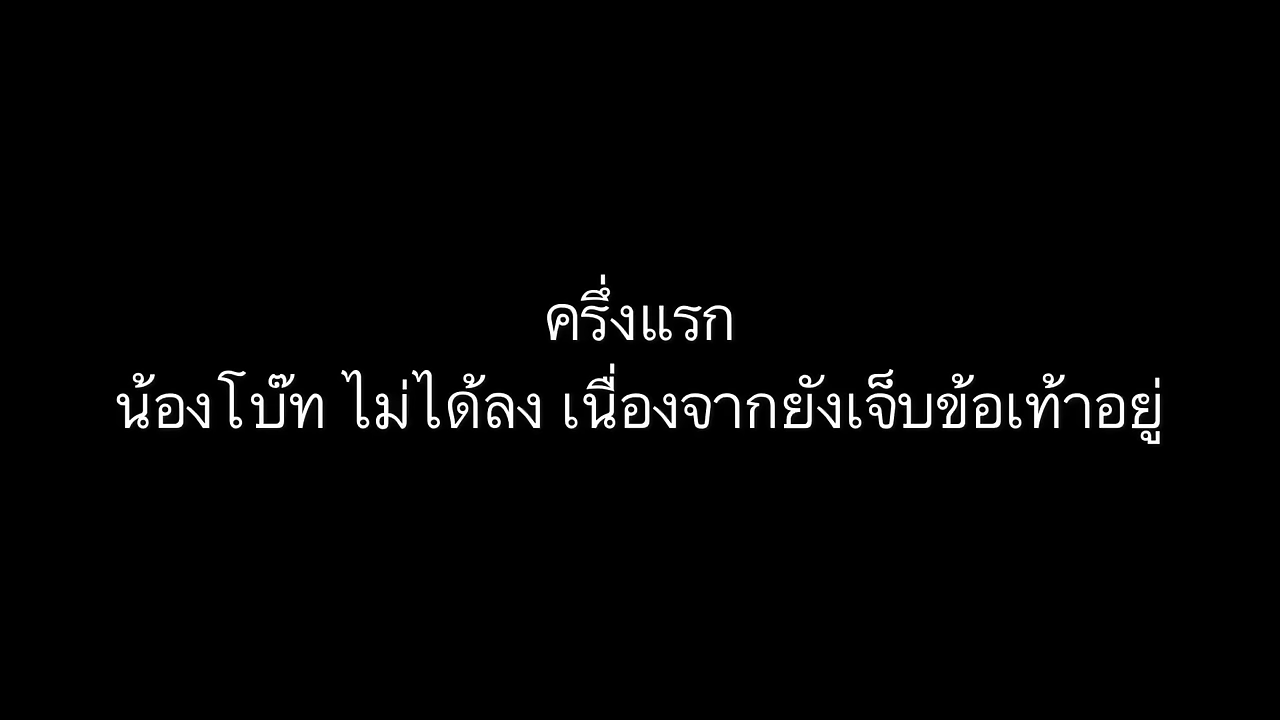 ครึ่งแรก
น้องโบ๊ท ไม่ได้ลง เนื่องจากยังเจ็บข้อเท้าอยู่